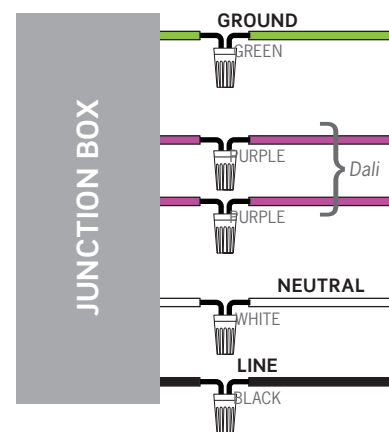 GROUND
GREEN
JUNCTION BOX
PURPLE
Dali
PURPLE
NEUTRAL
WHITE
LINE
BLACK